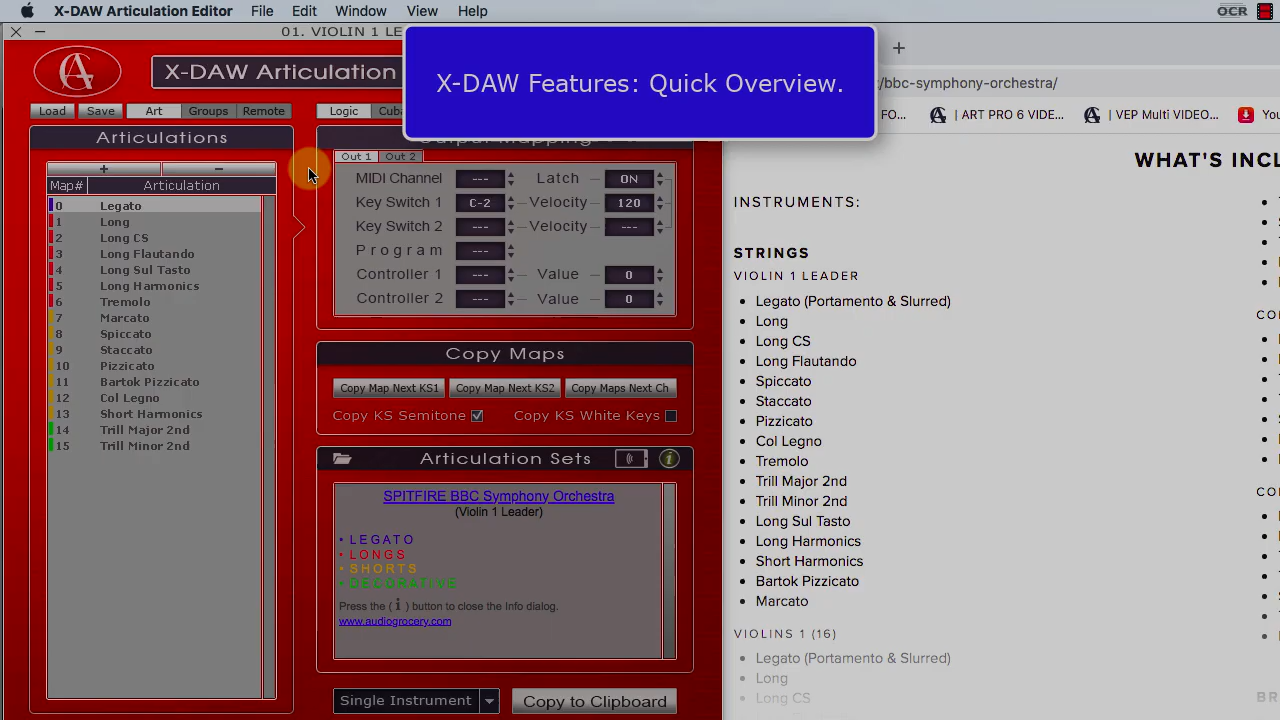 X-DAW Articulation Editor File Edit Window View Help OCR
01. VIOLIN 1 LE
X-DAW Features: Quick Overview.
X-DAW Articulation
/bbc-symphony-orchestra/
FO... | ART PRO 6 VIDE... | VEP Multi VIDEO... You
Load Save Art Groups Remote Logic Cuba
Articulations
+ −
Map# Articulation
0 Legato
1 Long
2 Long CS
3 Long Flautando
4 Long Sul Tasto
5 Long Harmonics
6 Tremolo
7 Marcato
8 Spiccato
9 Staccato
10 Pizzicato
11 Bartok Pizzicato
12 Col Legno
13 Short Harmonics
14 Trill Major 2nd
15 Trill Minor 2nd
Output Mapping
Out 1 Out 2
MIDI Channel --- Latch ON
Key Switch 1 C-2 Velocity 120
Key Switch 2 --- Velocity ---
Program ---
Controller 1 --- Value 0
Controller 2 --- Value 0
Copy Maps
Copy Map Next KS1 Copy Map Next KS2 Copy Maps Next Ch
Copy KS Semitone Copy KS White Keys
Articulation Sets i
SPITFIRE BBC Symphony Orchestra
(Violin 1 Leader)
• LEGATO
• LONGS
• SHORTS
• DECORATIVE
Press the ( i ) button to close the Info dialog.
www.audiogrocery.com
Single Instrument Copy to Clipboard
WHAT'S INCL
INSTRUMENTS:
STRINGS
VIOLIN 1 LEADER
• Legato (Portamento & Slurred)
• Long
• Long CS
• Long Flautando
• Spiccato
• Staccato
• Pizzicato
• Col Legno
• Tremolo
• Trill Major 2nd
• Trill Minor 2nd
• Long Sul Tasto
• Long Harmonics
• Short Harmonics
• Bartok Pizzicato
• Marcato
VIOLINS 1 (16)
• Legato (Portamento & Slurred)
• Long
• Long CS
CO
CO
BR